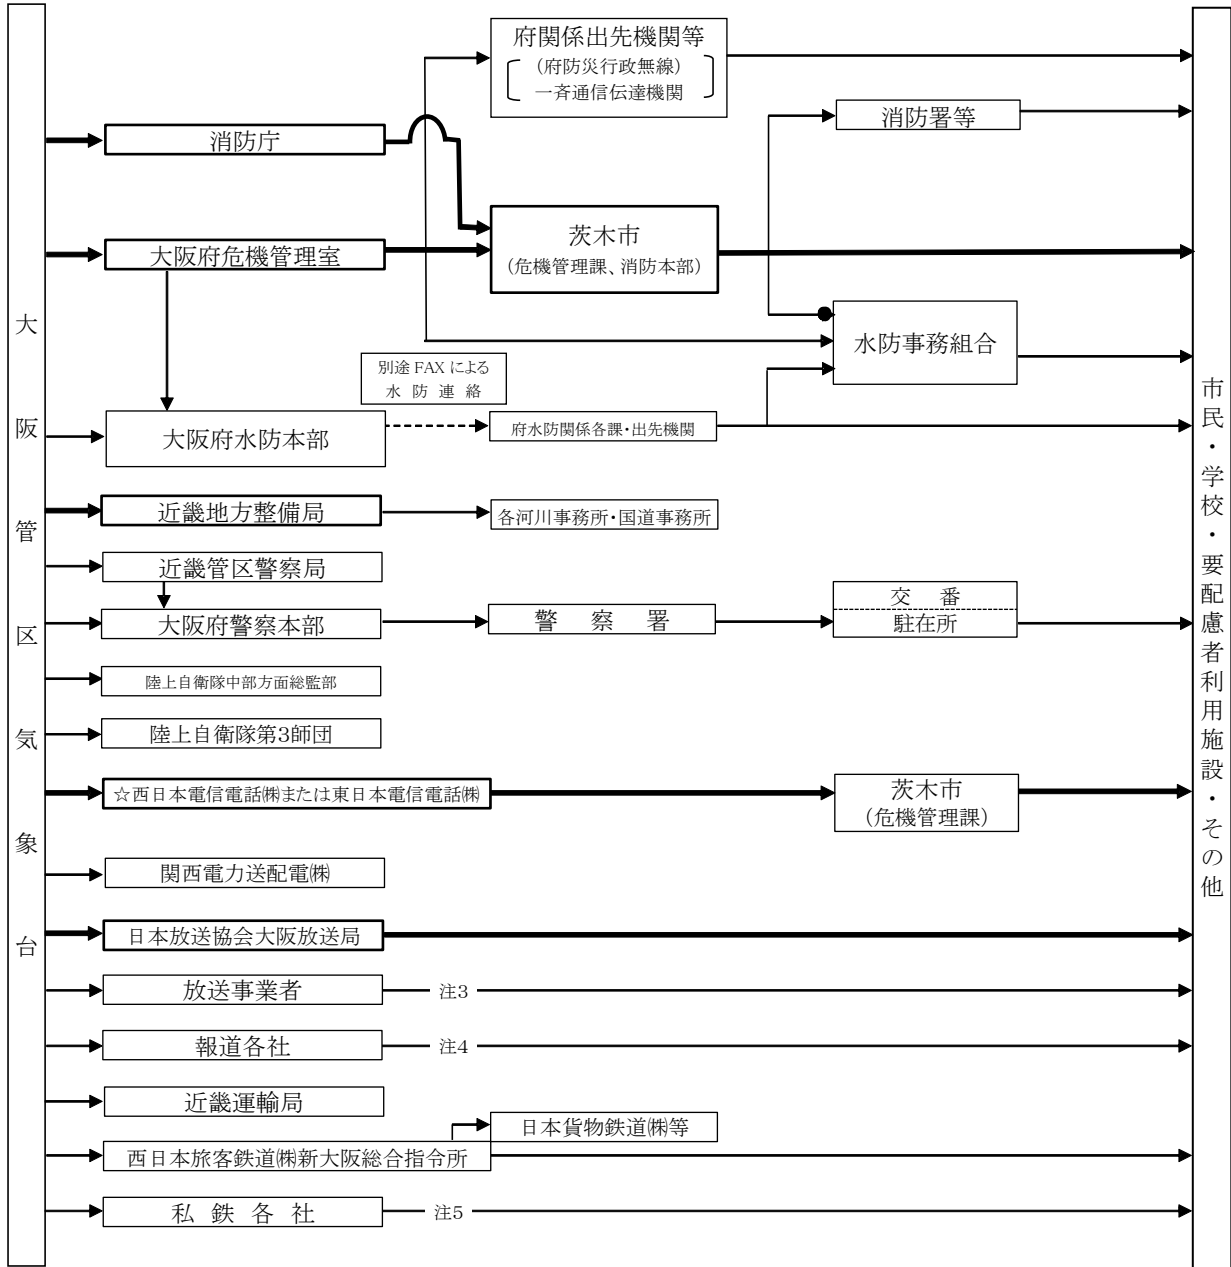 大阪管区気象台
府関係出先機関等
(府防災行政無線)
一斉通信伝達機関
消防署等
消防庁
茨木市
(危機管理課、消防本部)
大阪府危機管理室
水防事務組合
別途 FAX による
水防連絡
大阪府水防本部
府水防関係各課・出先機関
近畿地方整備局
各河川事務所・国道事務所
近畿管区警察局
大阪府警察本部
警察署
交番
駐在所
陸上自衛隊中部方面総監部
陸上自衛隊第3師団
☆西日本電信電話㈱または東日本電信電話㈱
茨木市
(危機管理課)
関西電力送配電㈱
日本放送協会大阪放送局
放送事業者
注3
報道各社
注4
近畿運輸局
日本貨物鉄道㈱等
西日本旅客鉄道㈱新大阪総合指令所
私鉄各社
注5
市民・学校・要配慮者利用施設・その他